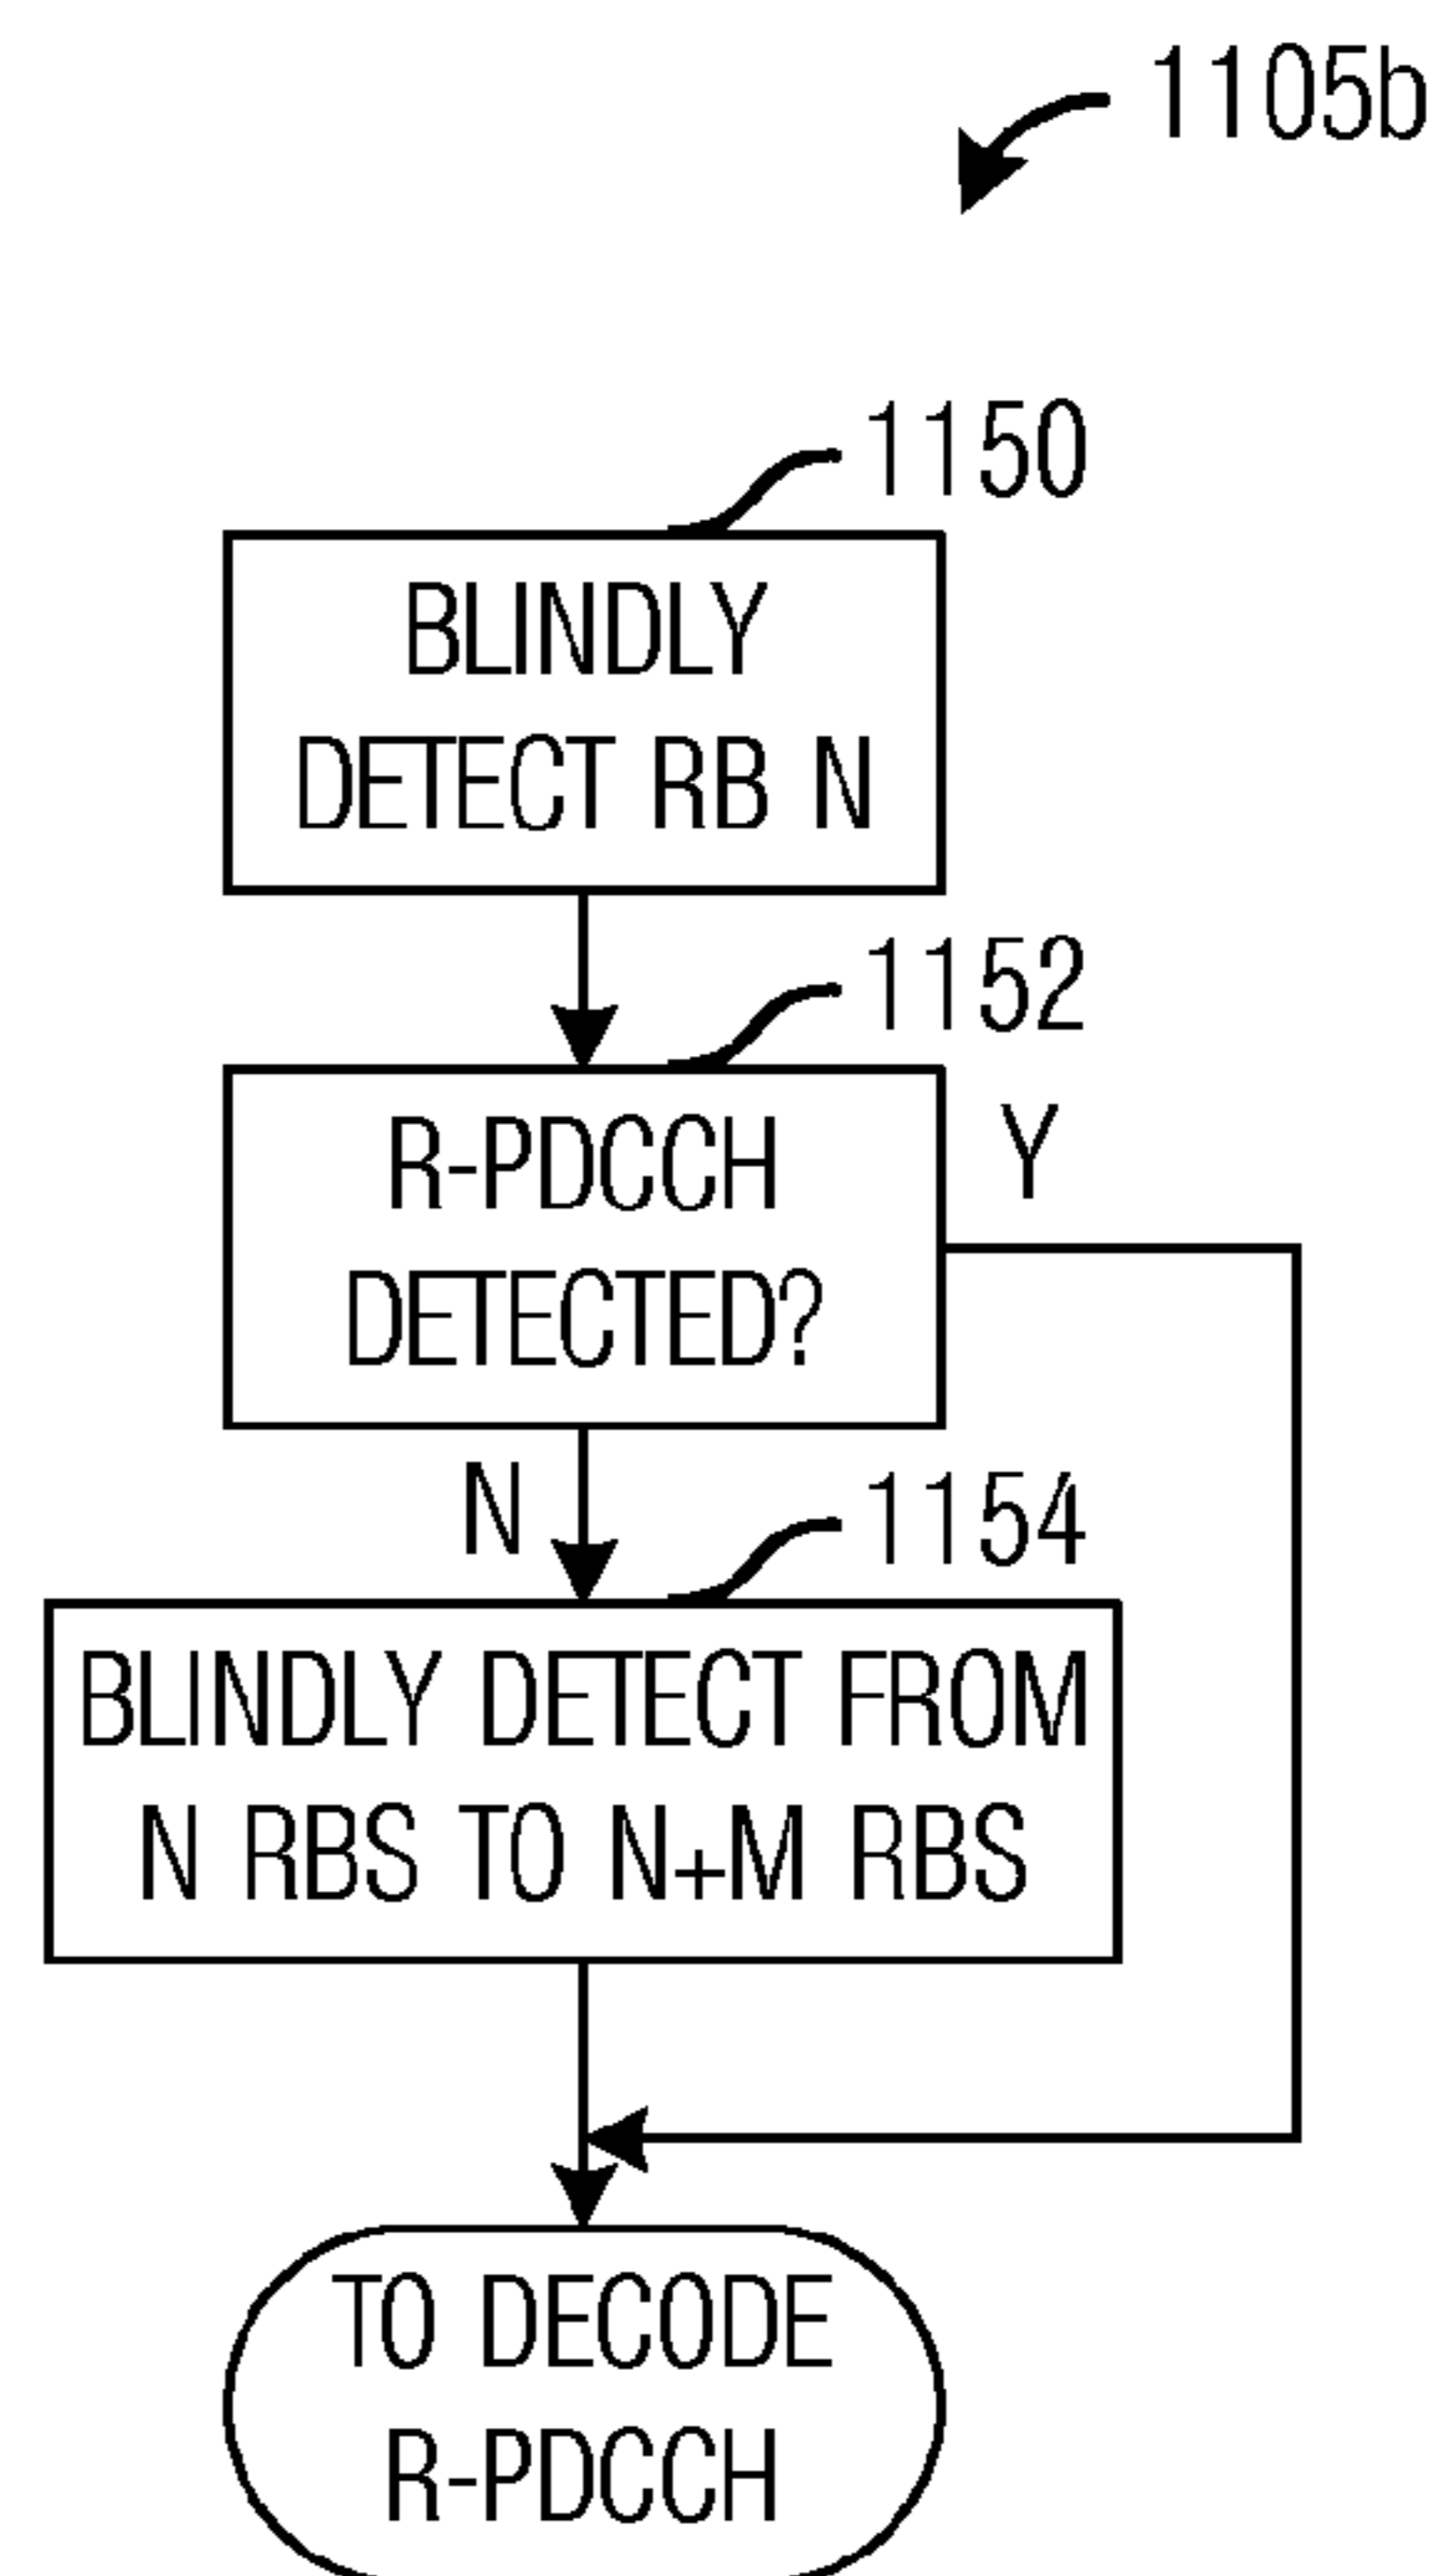 1105b
1150
BLINDLY
DETECT RB N
1152
R-PDCCH
DETECTED?
Y
N
1154
BLINDLY DETECT FROM
N RBS TO N+M RBS
TO DECODE
R-PDCCH